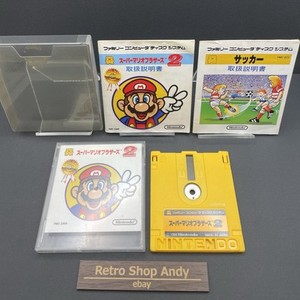 ファミリー コンピュータ ディスク システム
スーパーマリオブラザーズ2
取扱説明書
Nintendo
ファミリー コンピュータ ディスク システム
サッカー
取扱説明書
Nintendo
スーパーマリオブラザーズ2
Nintendo
スーパーマリオブラザーズ2
Nintendo
NINTENDO
Retro Shop Andy
ebay